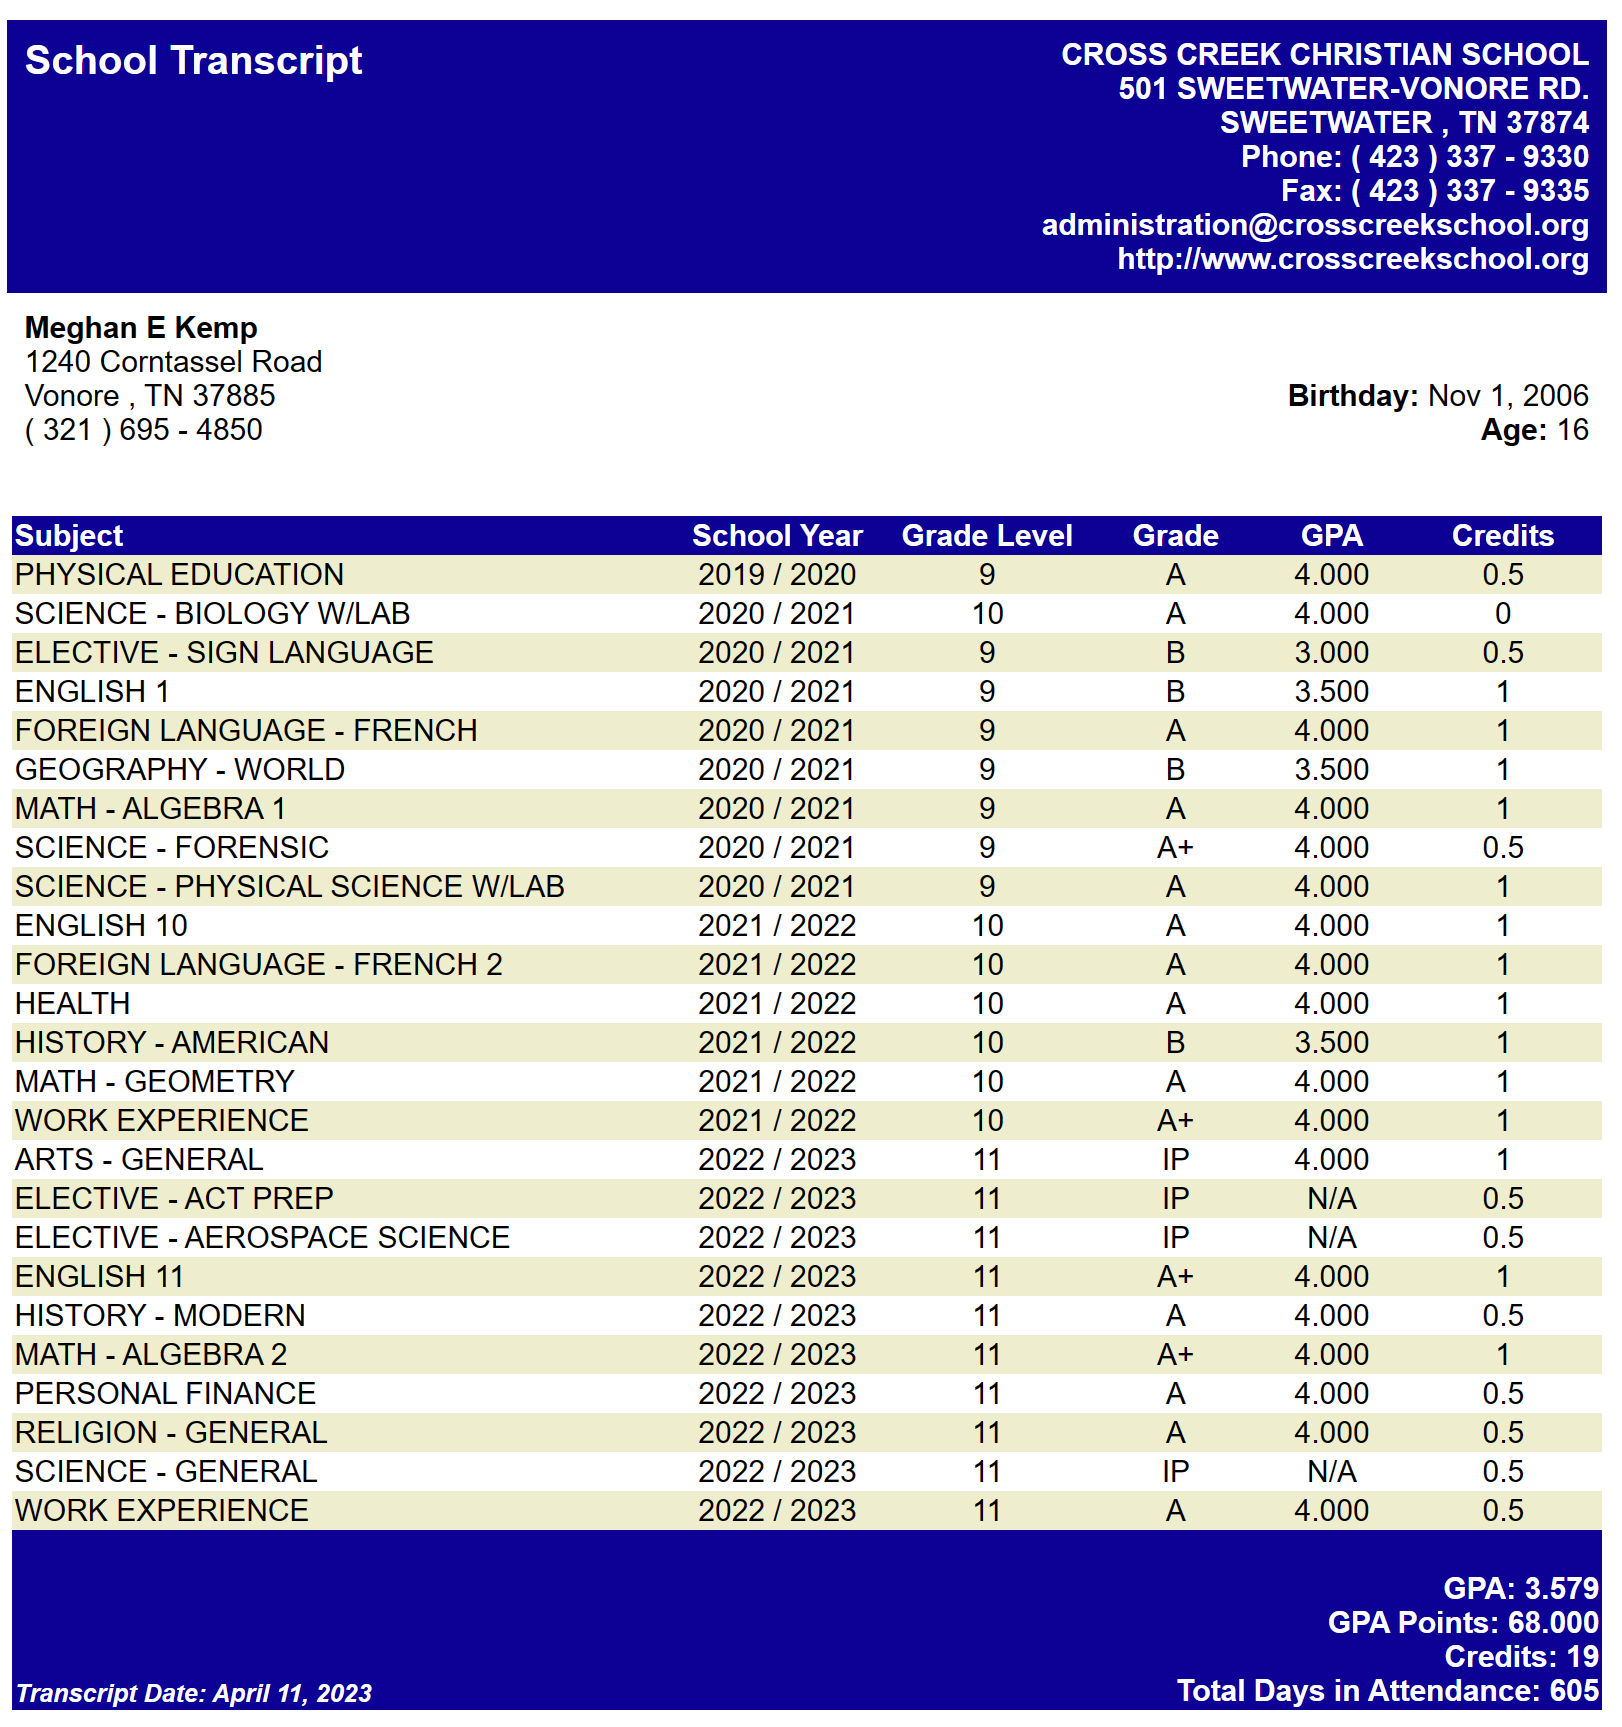 School Transcript
CROSS CREEK CHRISTIAN SCHOOL
501 SWEETWATER-VONORE RD.
SWEETWATER , TN 37874
Phone: ( 423 ) 337 - 9330
Fax: ( 423 ) 337 - 9335
administration@crosscreekschool.org
http://www.crosscreekschool.org
Meghan E Kemp
1240 Corntassel Road
Vonore , TN 37885
( 321 ) 695 - 4850
Birthday: Nov 1, 2006
Age: 16
Subject School Year Grade Level Grade GPA Credits
PHYSICAL EDUCATION 2019 / 2020 9 A 4.000 0.5
SCIENCE - BIOLOGY W/LAB 2020 / 2021 10 A 4.000 0
ELECTIVE - SIGN LANGUAGE 2020 / 2021 9 B 3.000 0.5
ENGLISH 1 2020 / 2021 9 B 3.500 1
FOREIGN LANGUAGE - FRENCH 2020 / 2021 9 A 4.000 1
GEOGRAPHY - WORLD 2020 / 2021 9 B 3.500 1
MATH - ALGEBRA 1 2020 / 2021 9 A 4.000 1
SCIENCE - FORENSIC 2020 / 2021 9 A+ 4.000 0.5
SCIENCE - PHYSICAL SCIENCE W/LAB 2020 / 2021 9 A 4.000 1
ENGLISH 10 2021 / 2022 10 A 4.000 1
FOREIGN LANGUAGE - FRENCH 2 2021 / 2022 10 A 4.000 1
HEALTH 2021 / 2022 10 A 4.000 1
HISTORY - AMERICAN 2021 / 2022 10 B 3.500 1
MATH - GEOMETRY 2021 / 2022 10 A 4.000 1
WORK EXPERIENCE 2021 / 2022 10 A+ 4.000 1
ARTS - GENERAL 2022 / 2023 11 IP 4.000 1
ELECTIVE - ACT PREP 2022 / 2023 11 IP N/A 0.5
ELECTIVE - AEROSPACE SCIENCE 2022 / 2023 11 IP N/A 0.5
ENGLISH 11 2022 / 2023 11 A+ 4.000 1
HISTORY - MODERN 2022 / 2023 11 A 4.000 0.5
MATH - ALGEBRA 2 2022 / 2023 11 A+ 4.000 1
PERSONAL FINANCE 2022 / 2023 11 A 4.000 0.5
RELIGION - GENERAL 2022 / 2023 11 A 4.000 0.5
SCIENCE - GENERAL 2022 / 2023 11 IP N/A 0.5
WORK EXPERIENCE 2022 / 2023 11 A 4.000 0.5
GPA: 3.579
GPA Points: 68.000
Credits: 19
Transcript Date: April 11, 2023
Total Days in Attendance: 605